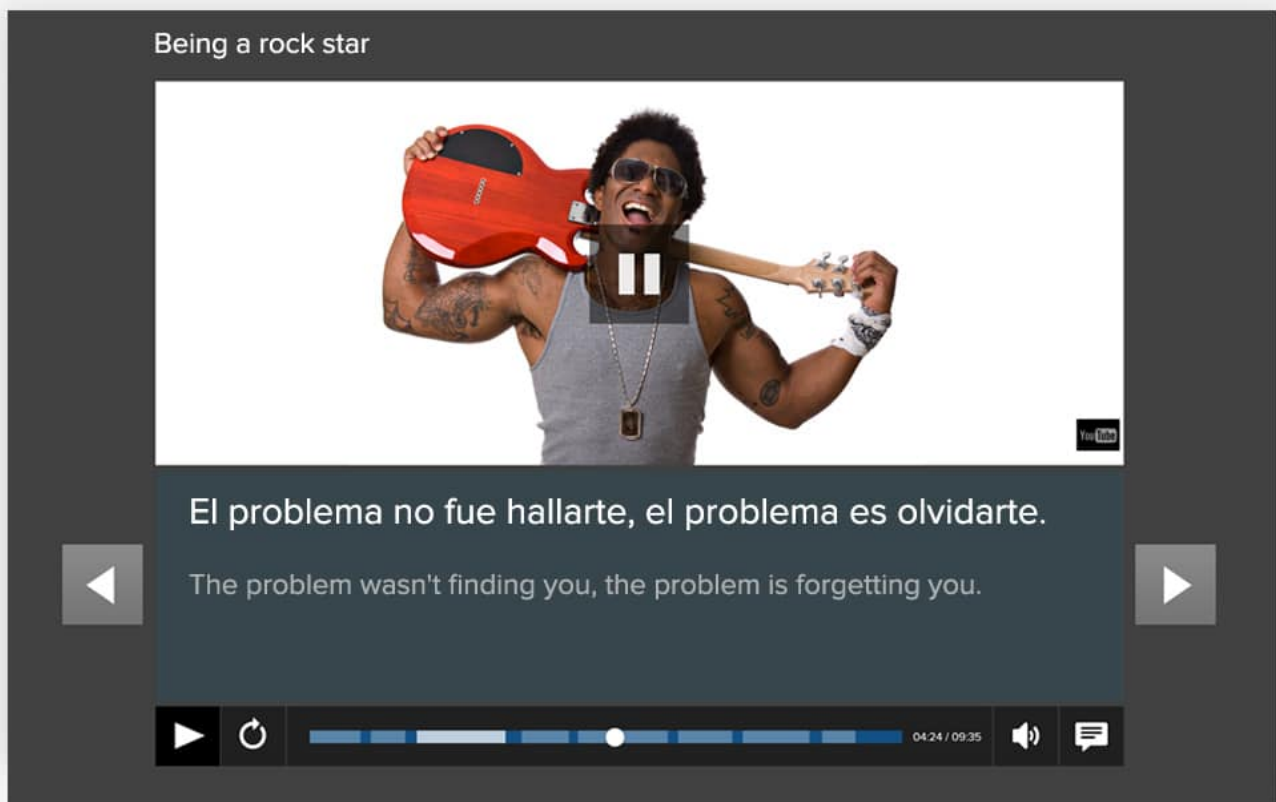 Being a rock star
YouTube
El problema no fue hallarte, el problema es olvidarte.
The problem wasn't finding you, the problem is forgetting you.
04:24 / 09:35